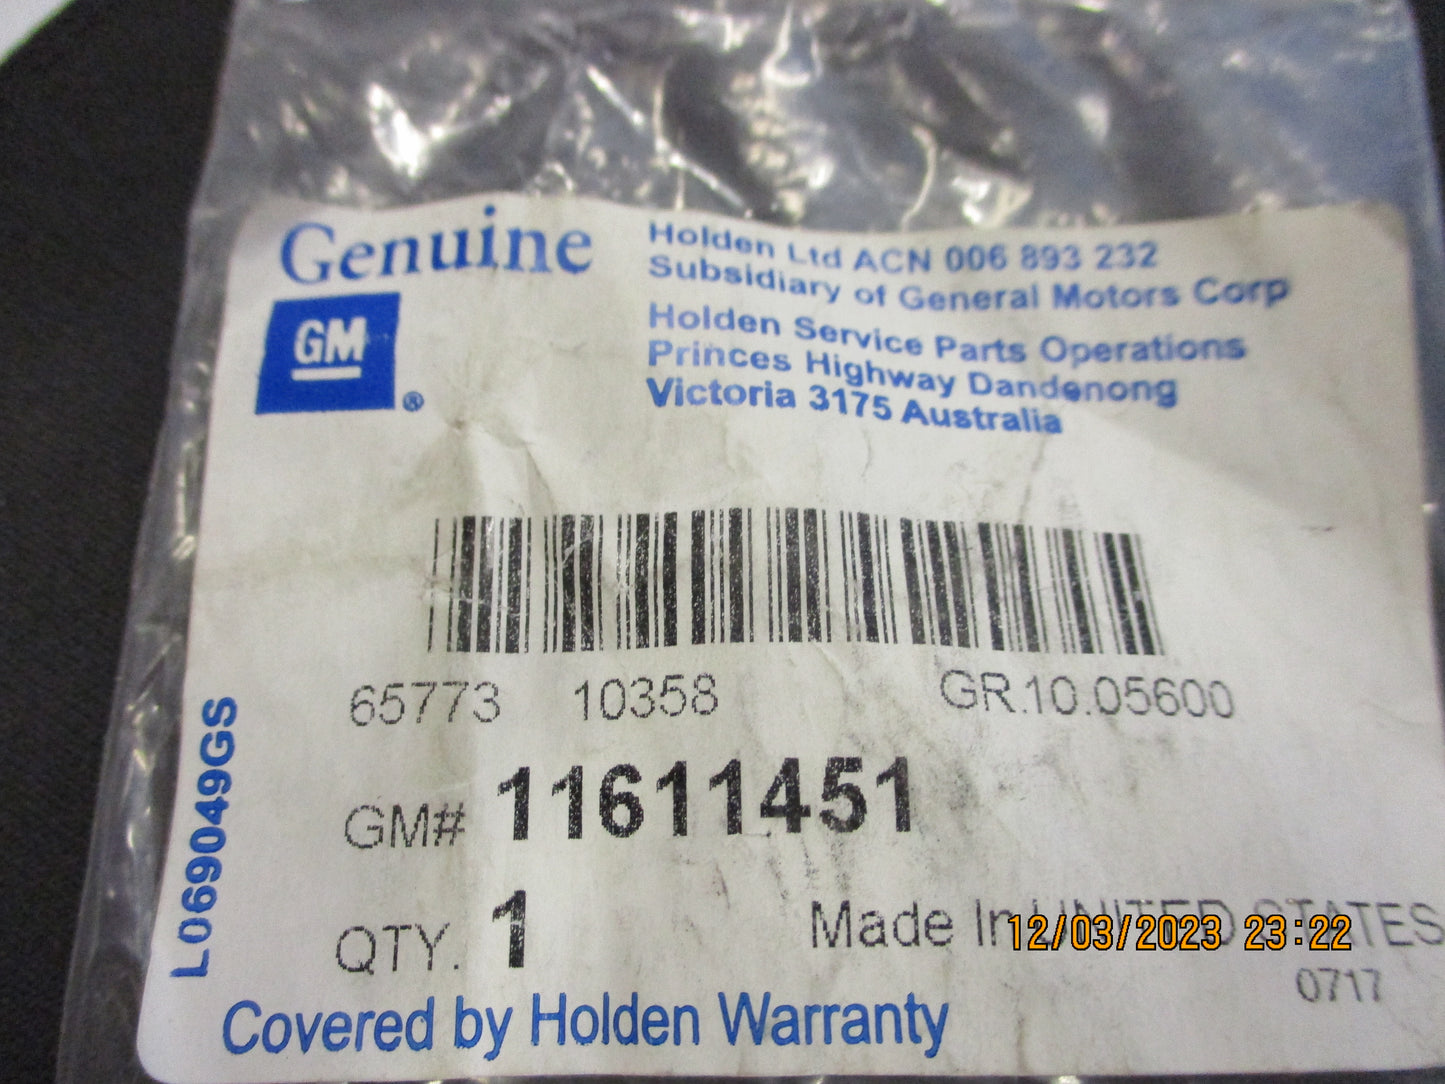 Genuine
GM
®
Holden Ltd ACN 006 893 232
Subsidiary of General Motors Corp
Holden Service Parts Operations
Princes Highway Dandenong
Victoria 3175 Australia
65773 10358 GR.10.05600
GM# 11611451
QTY. 1
Made In UNITED STATES
0717
L069049GS
Covered by Holden Warranty
12/03/2023 23:22